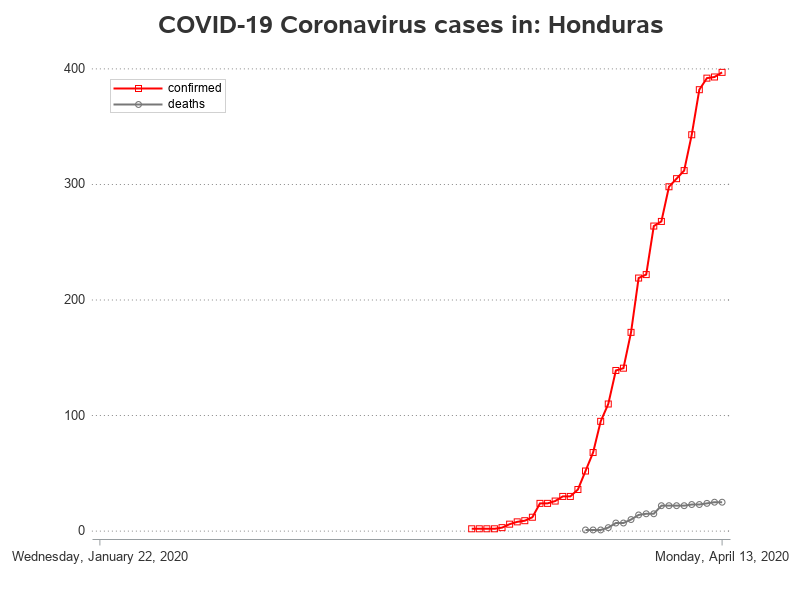 COVID-19 Coronavirus cases in: Honduras
400
confirmed
deaths
300
200
100
0
Wednesday, January 22, 2020
Monday, April 13, 2020